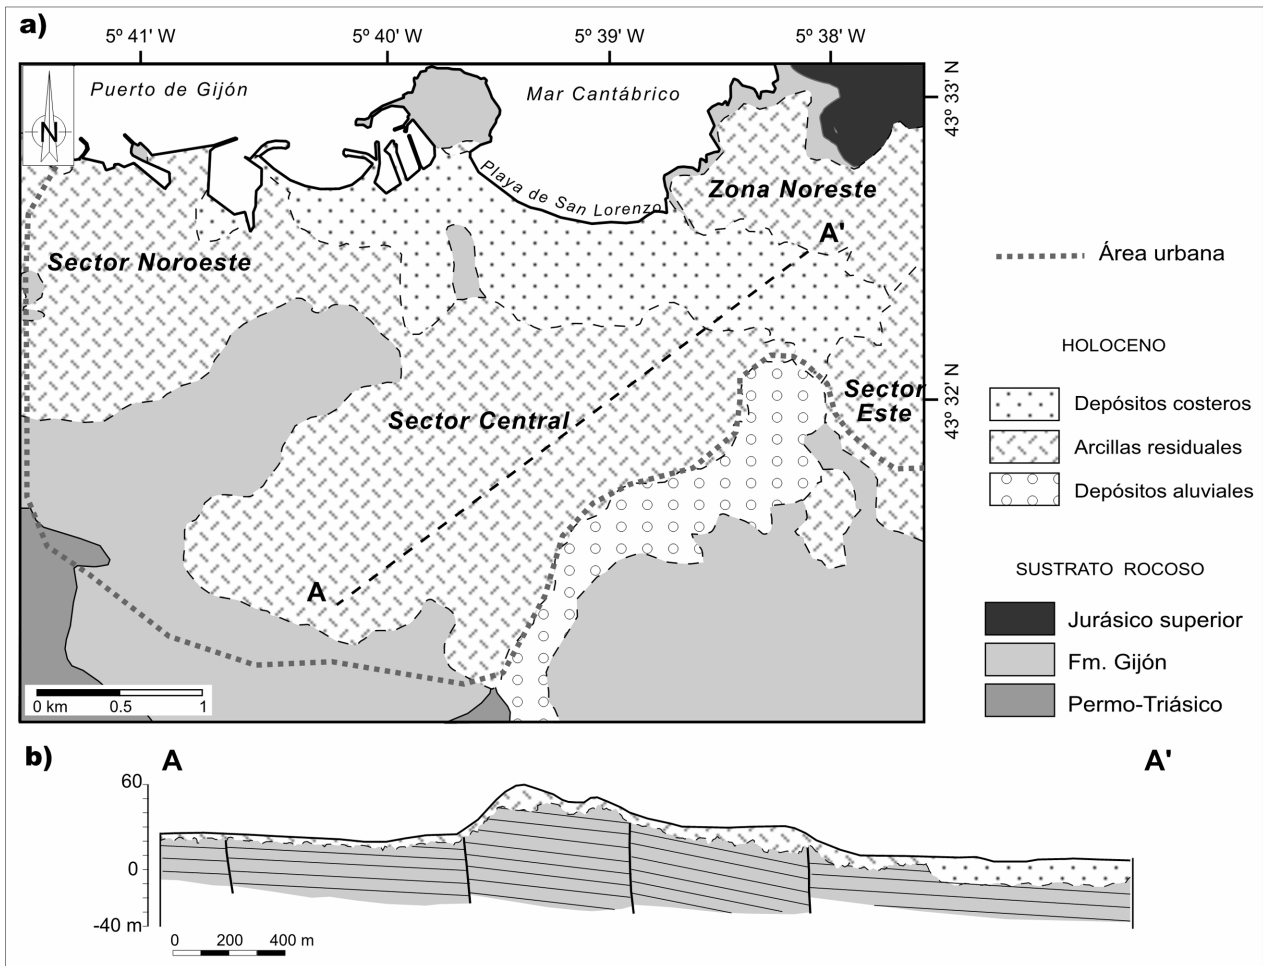 a)
5º 41' W
5º 40' W
5º 39' W
5º 38' W
N
Puerto de Gijón
Mar Cantábrico
43º 33' N
Playa de San Lorenzo
Zona Noreste
A'
Sector Noroeste
Área urbana
HOLOCENO
43º 32' N
Sector
Este
Sector Central
Depósitos costeros
Arcillas residuales
Depósitos aluviales
A
SUSTRATO ROCOSO
Jurásico superior
Fm. Gijón
Permo-Triásico
0 km 0.5 1
b)
A
A'
60
0
-40 m
0 200 400 m